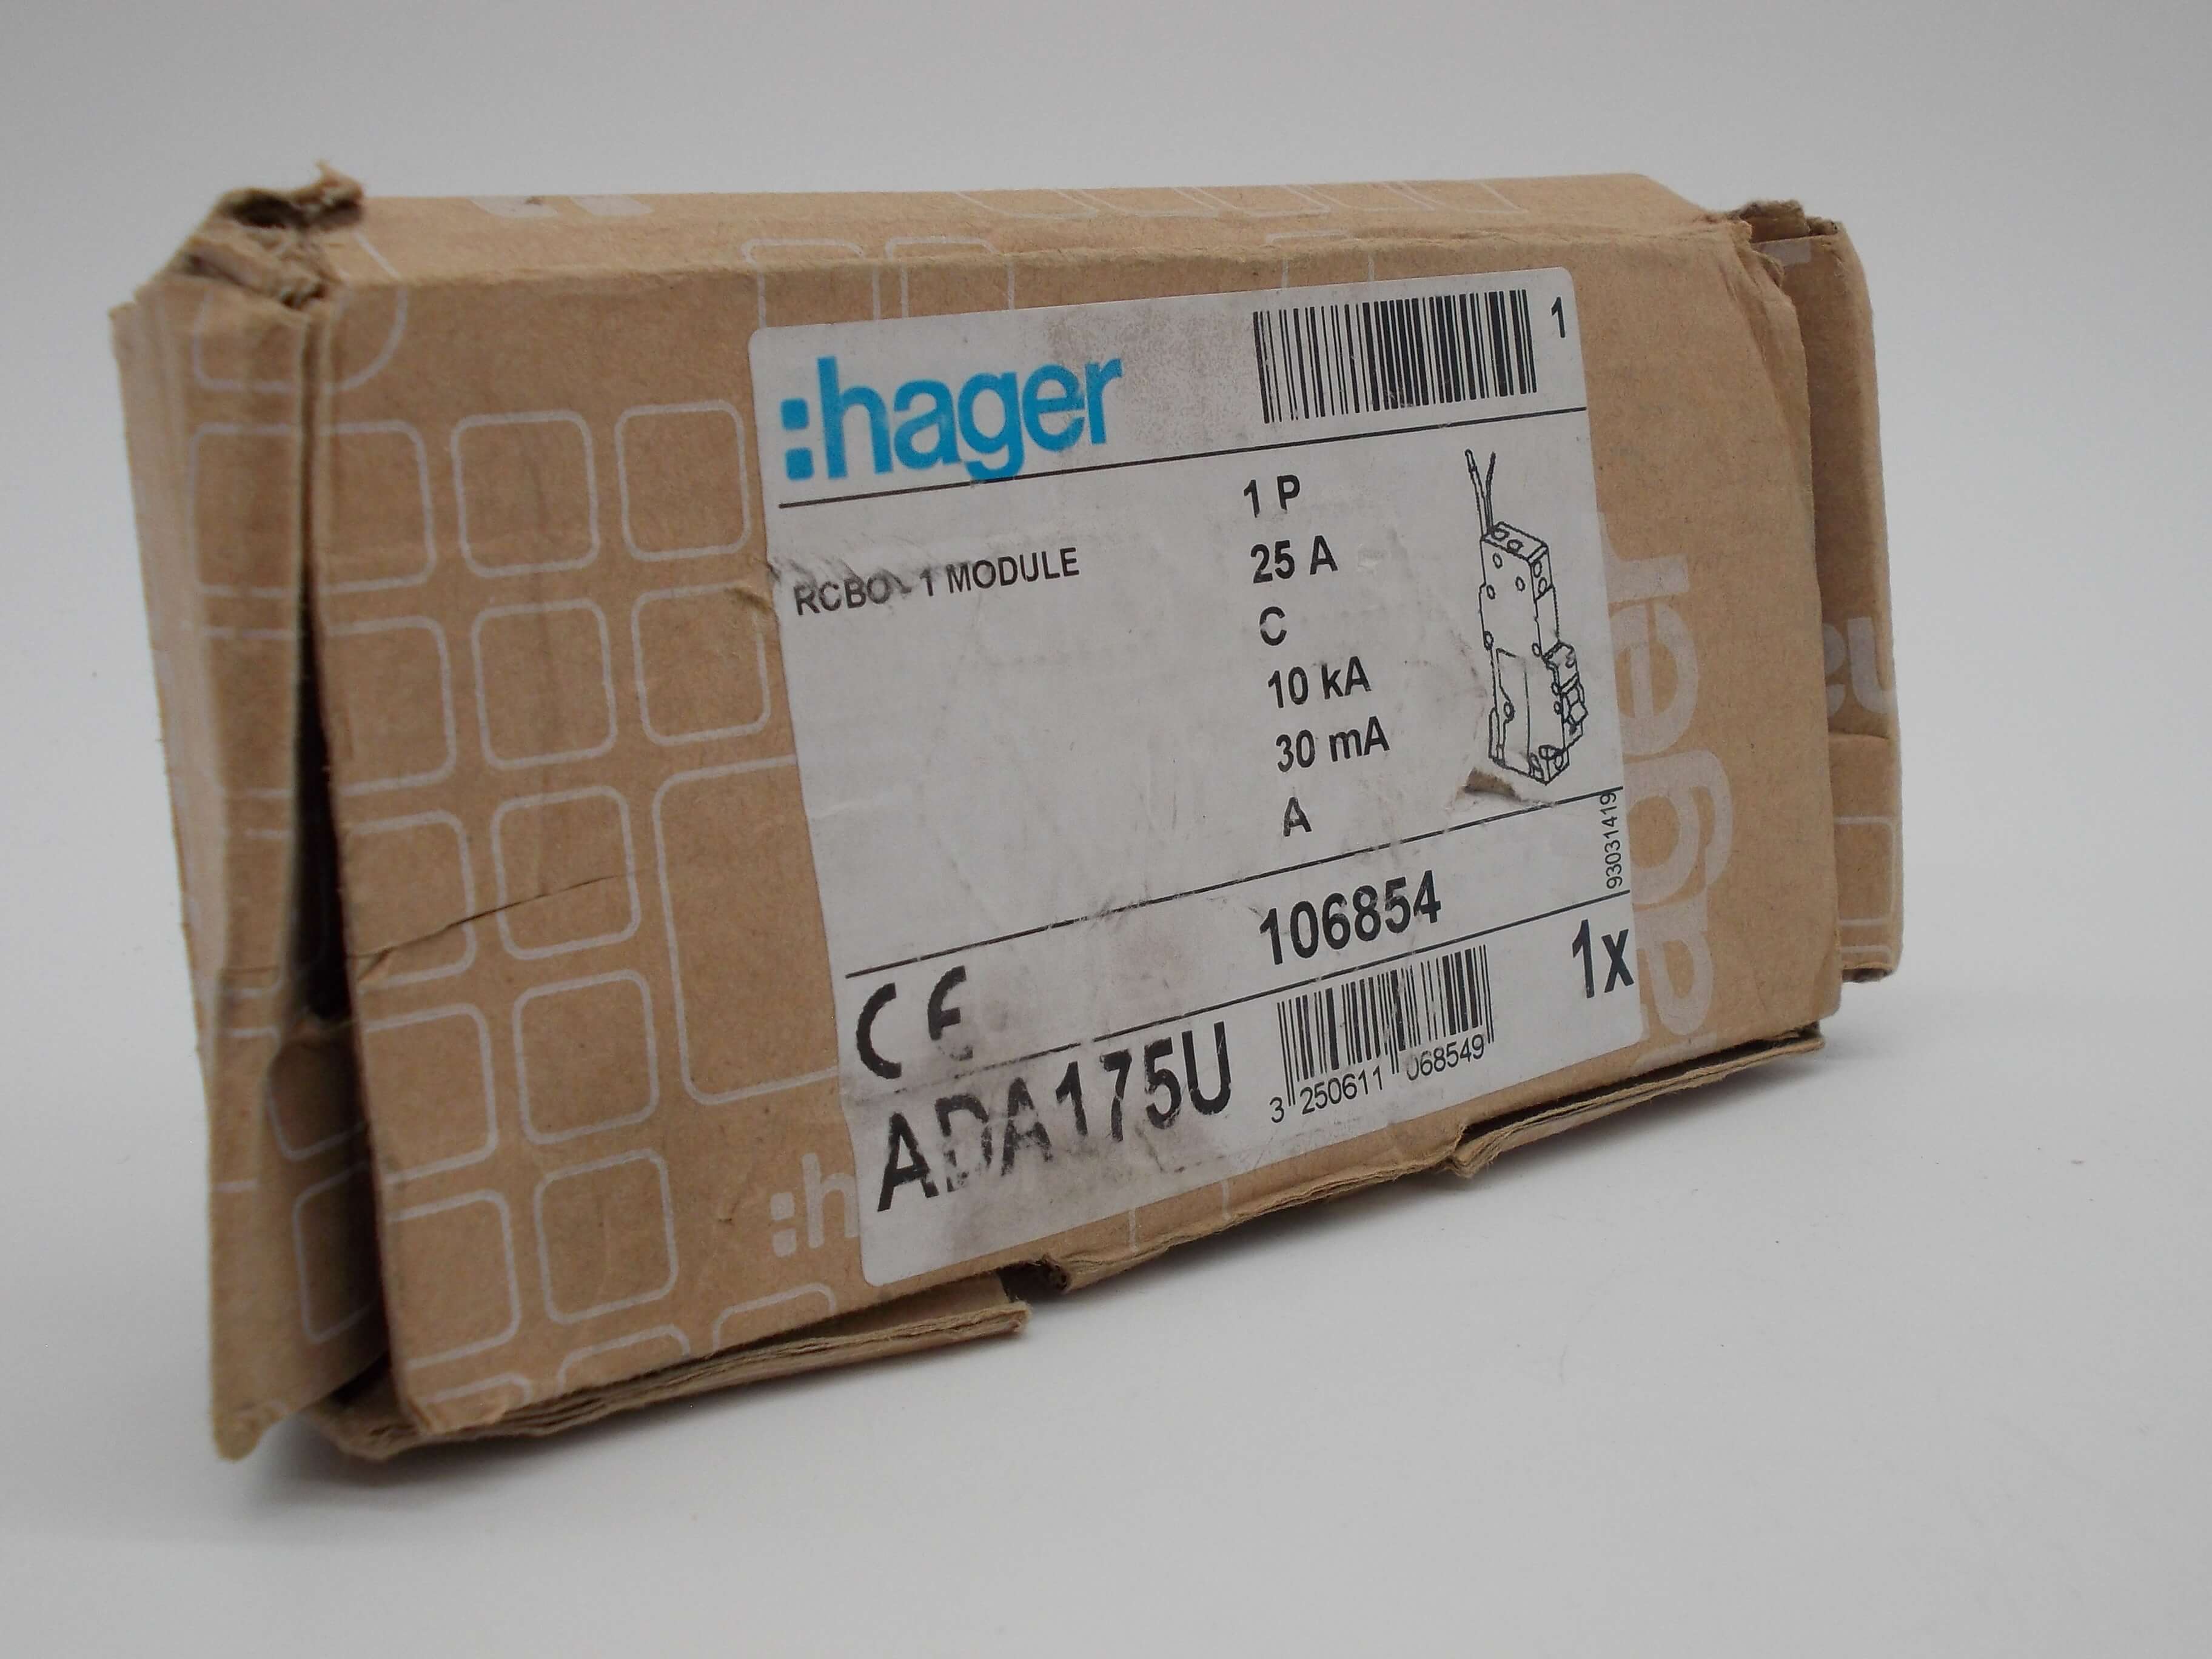 :hager
1
1 P
25 A
RCBO - 1 MODULE
C
10 kA
30 mA
A
93031419
106854
CE
1x
ADA175U
3 250611 068549
:h
ager